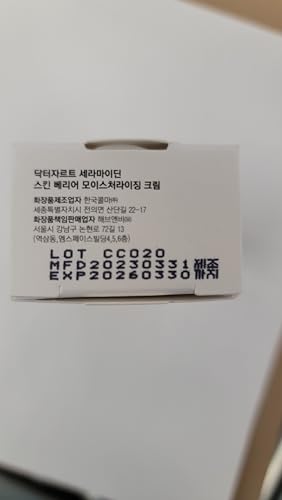 닥터자르트 세라마이딘
스킨 베리어 모이스처라이징 크림
화장품제조업자 한국콜마㈜
세종특별자치시 전의면 산단길 22-17
화장품책임판매업자 해브앤비㈜
서울시 강남구 논현로 72길 13
(역삼동,엠스페이스빌딩4,5,6층)
LOT CC020
MFD20230331 제조
EXP20260330 까지